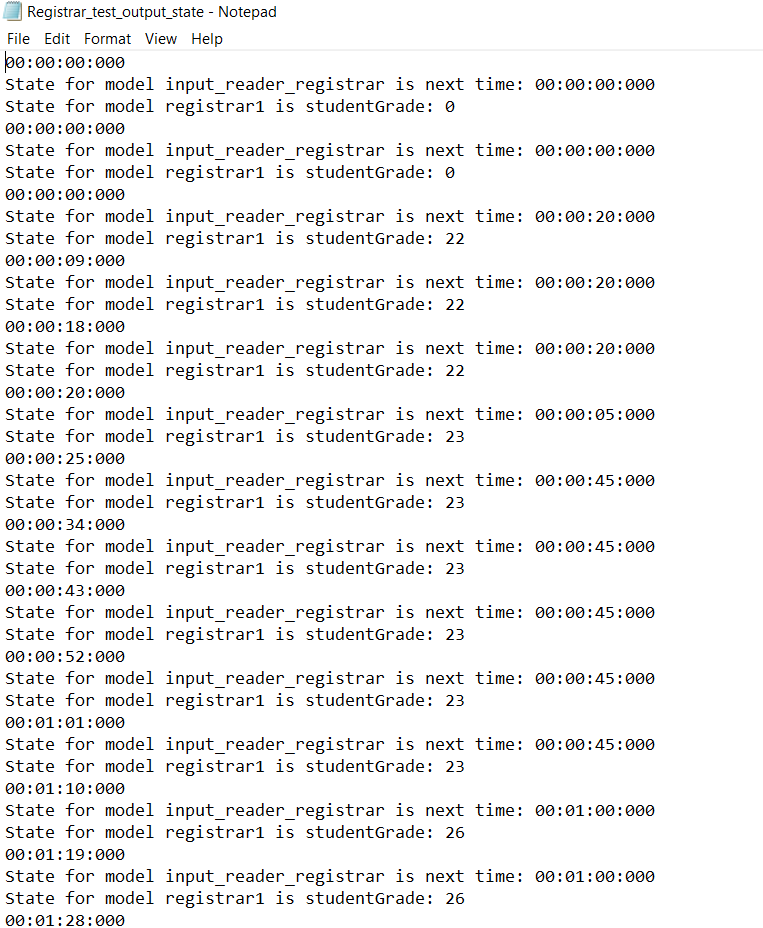 Registrar_test_output_state - Notepad
File Edit Format View Help
00:00:00:000
State for model input_reader_registrar is next time: 00:00:00:000
State for model registrar1 is studentGrade: 0
00:00:00:000
State for model input_reader_registrar is next time: 00:00:00:000
State for model registrar1 is studentGrade: 0
00:00:00:000
State for model input_reader_registrar is next time: 00:00:20:000
State for model registrar1 is studentGrade: 22
00:00:09:000
State for model input_reader_registrar is next time: 00:00:20:000
State for model registrar1 is studentGrade: 22
00:00:18:000
State for model input_reader_registrar is next time: 00:00:20:000
State for model registrar1 is studentGrade: 22
00:00:20:000
State for model input_reader_registrar is next time: 00:00:05:000
State for model registrar1 is studentGrade: 23
00:00:25:000
State for model input_reader_registrar is next time: 00:00:45:000
State for model registrar1 is studentGrade: 23
00:00:34:000
State for model input_reader_registrar is next time: 00:00:45:000
State for model registrar1 is studentGrade: 23
00:00:43:000
State for model input_reader_registrar is next time: 00:00:45:000
State for model registrar1 is studentGrade: 23
00:00:52:000
State for model input_reader_registrar is next time: 00:00:45:000
State for model registrar1 is studentGrade: 23
00:01:01:000
State for model input_reader_registrar is next time: 00:00:45:000
State for model registrar1 is studentGrade: 23
00:01:10:000
State for model input_reader_registrar is next time: 00:01:00:000
State for model registrar1 is studentGrade: 26
00:01:19:000
State for model input_reader_registrar is next time: 00:01:00:000
State for model registrar1 is studentGrade: 26
00:01:28:000